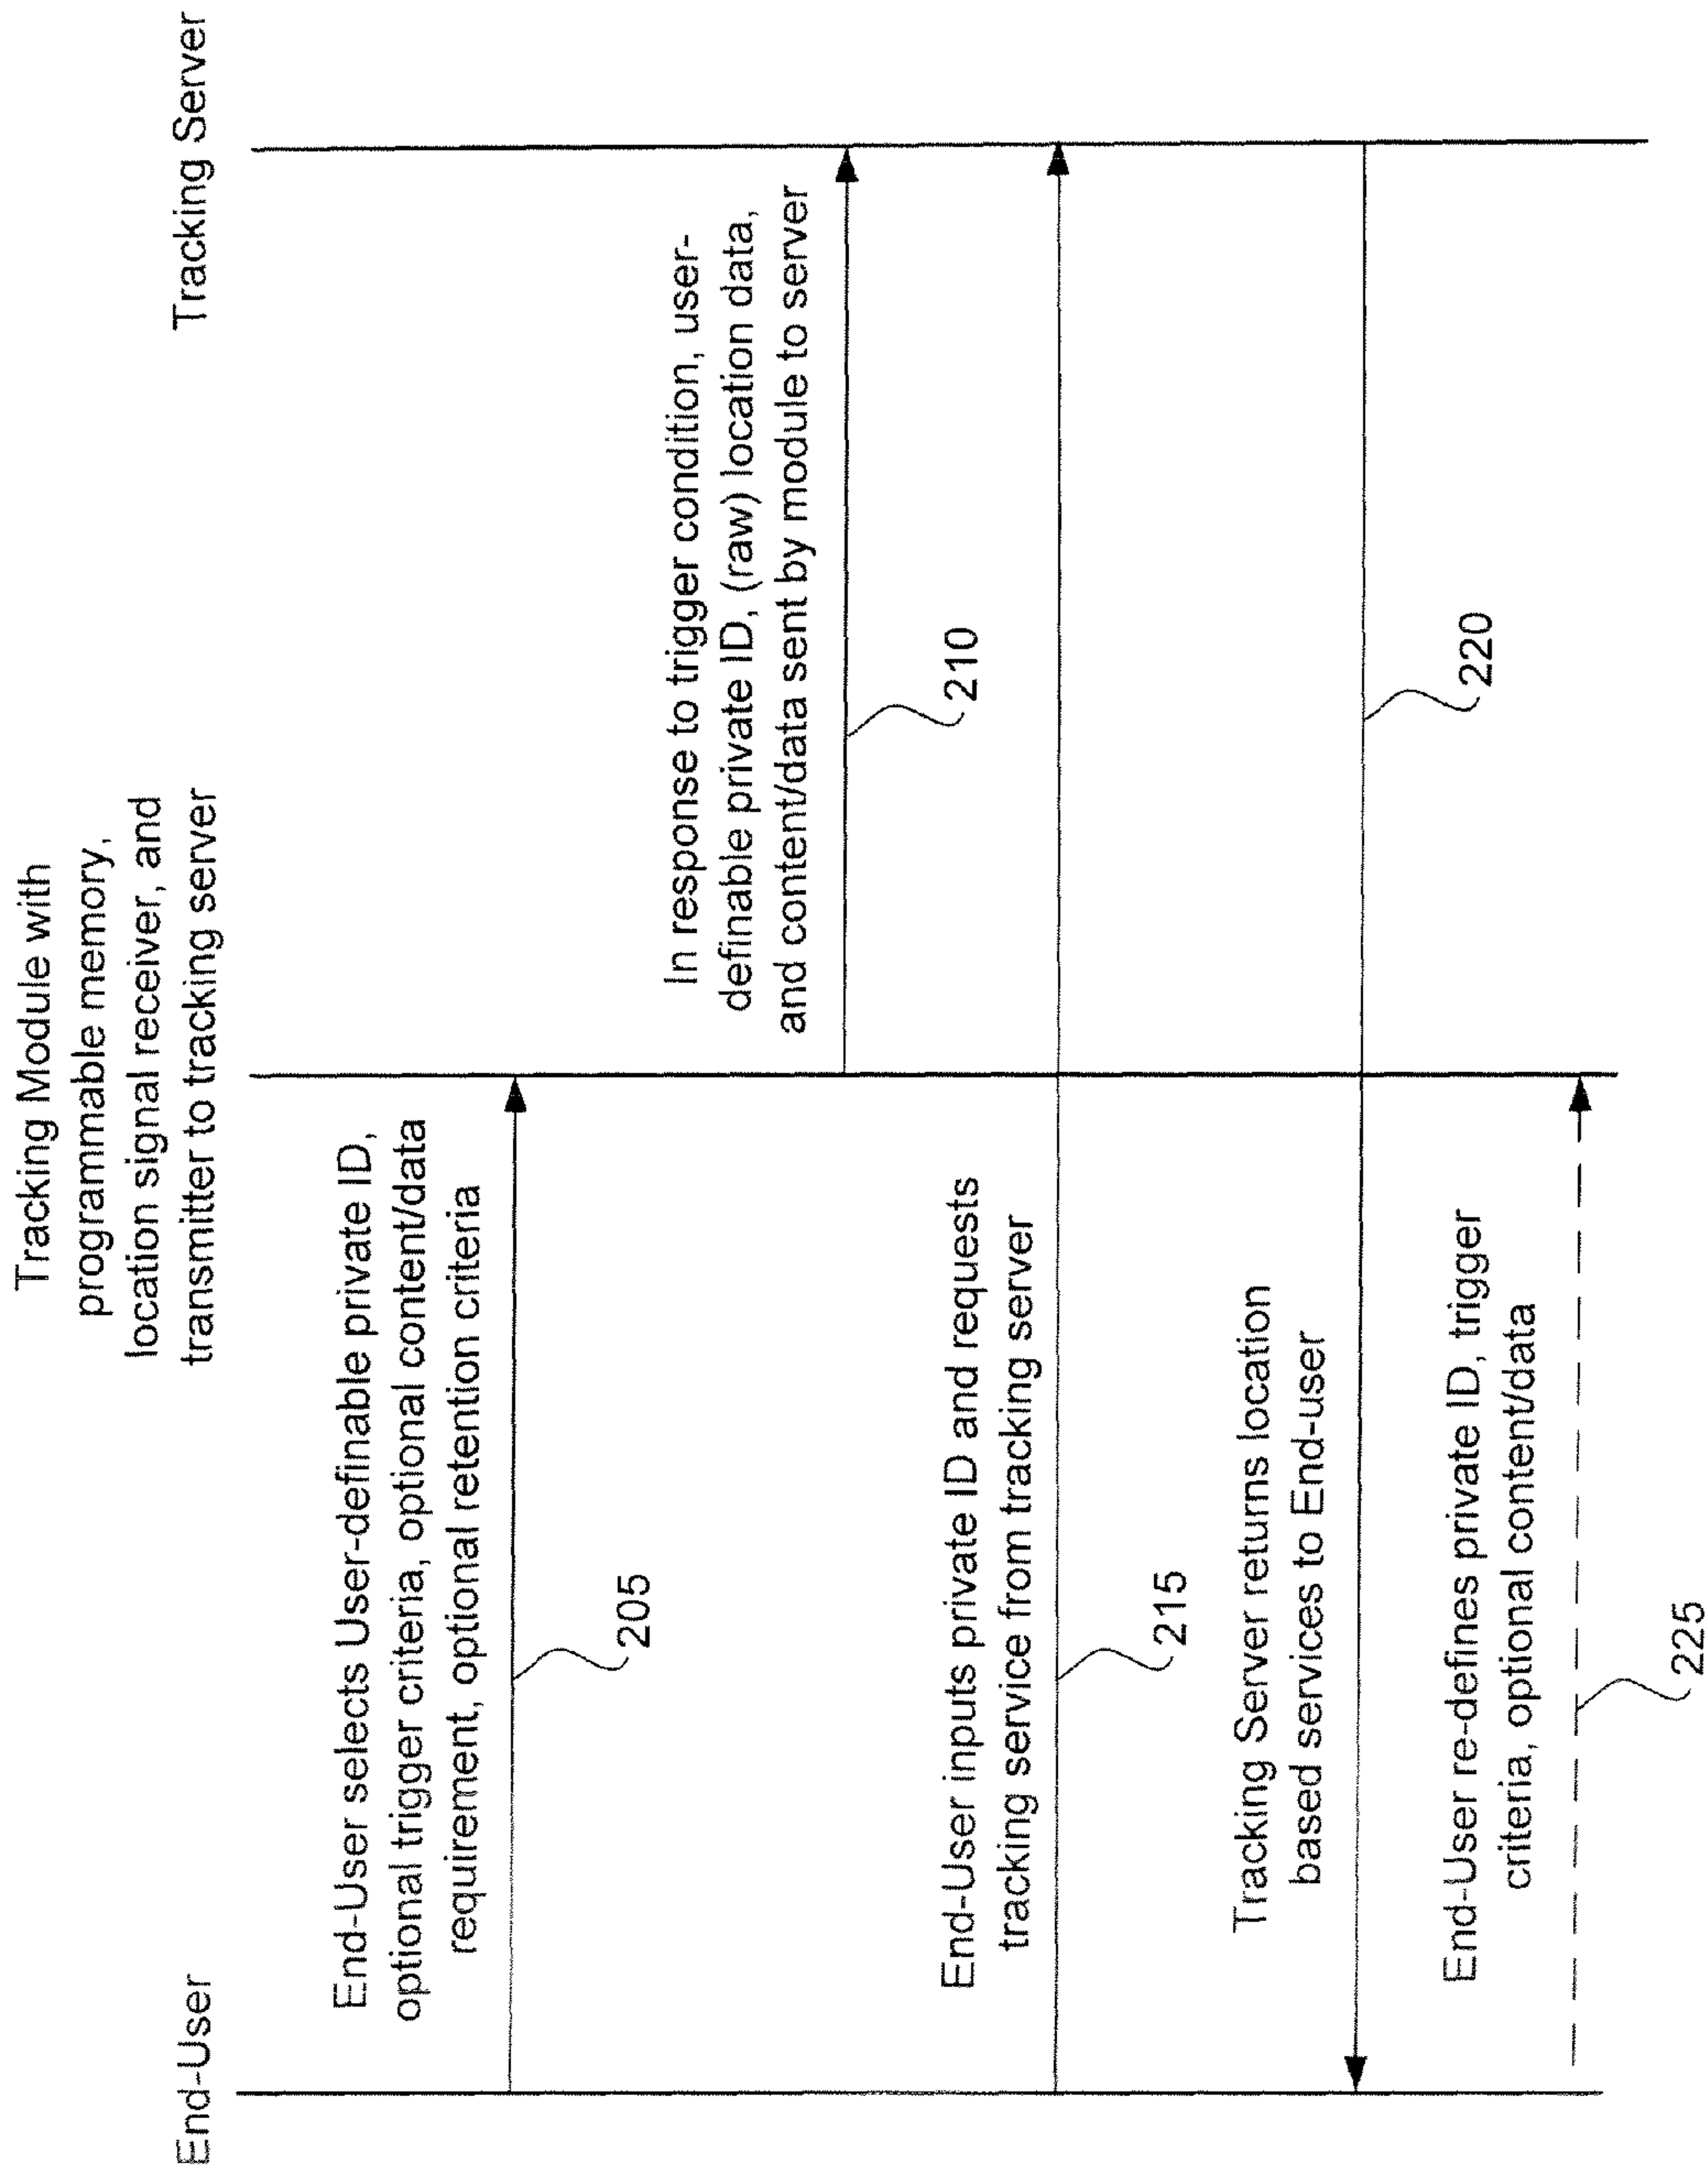 End-User
Tracking Module with
programmable memory,
location signal receiver, and
transmitter to tracking server
Tracking Server
End-User selects User-definable private ID,
optional trigger criteria, optional content/data
requirement, optional retention criteria
205
In response to trigger condition, user-
definable private ID, (raw) location data,
and content/data sent by module to server
210
End-User inputs private ID and requests
tracking service from tracking server
215
Tracking Server returns location
based services to End-user
220
End-User re-defines private ID, trigger
criteria, optional content/data
225